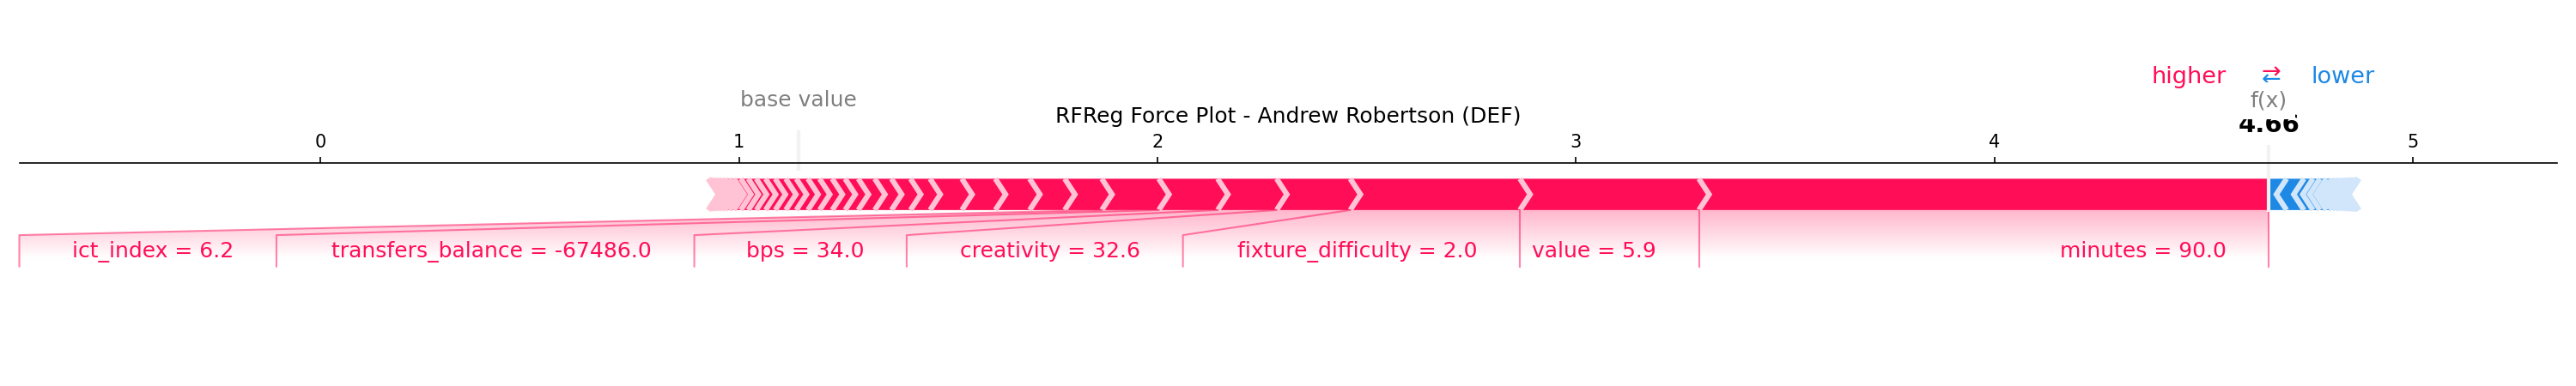 higher ⇄ lower
base value
f(x)
RFReg Force Plot - Andrew Robertson (DEF)
4.66
0 1 2 3 4 5
ict_index = 6.2 transfers_balance = -67486.0 bps = 34.0 creativity = 32.6 fixture_difficulty = 2.0 value = 5.9 minutes = 90.0